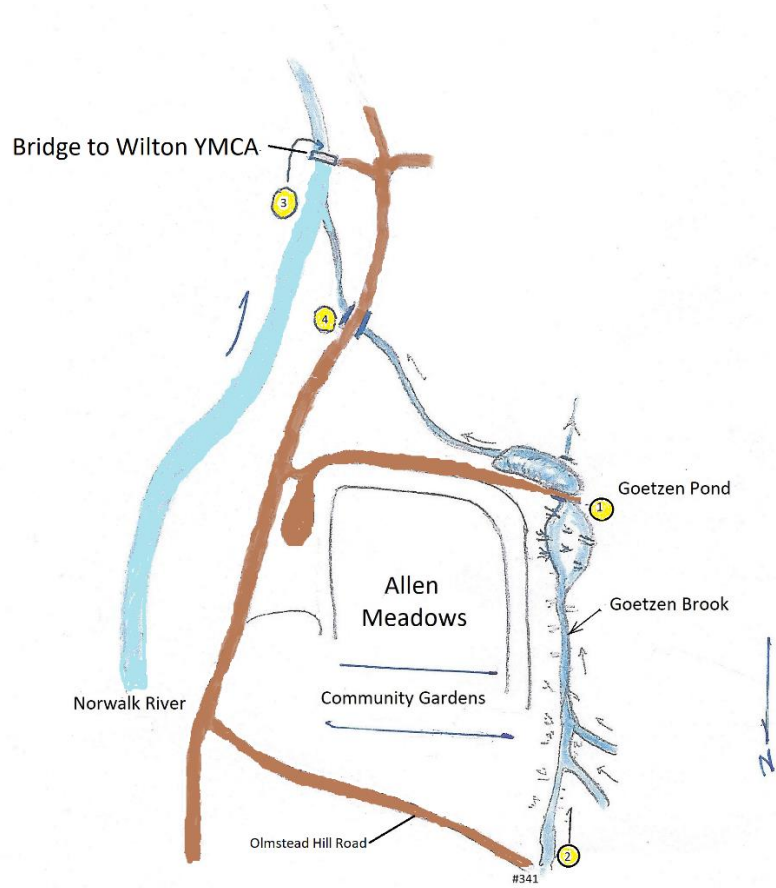 Bridge to Wilton YMCA
3
4
Goetzen Pond
1
Allen
Meadows
Goetzen Brook
Norwalk River
Community Gardens
N
Olmstead Hill Road
2
#341